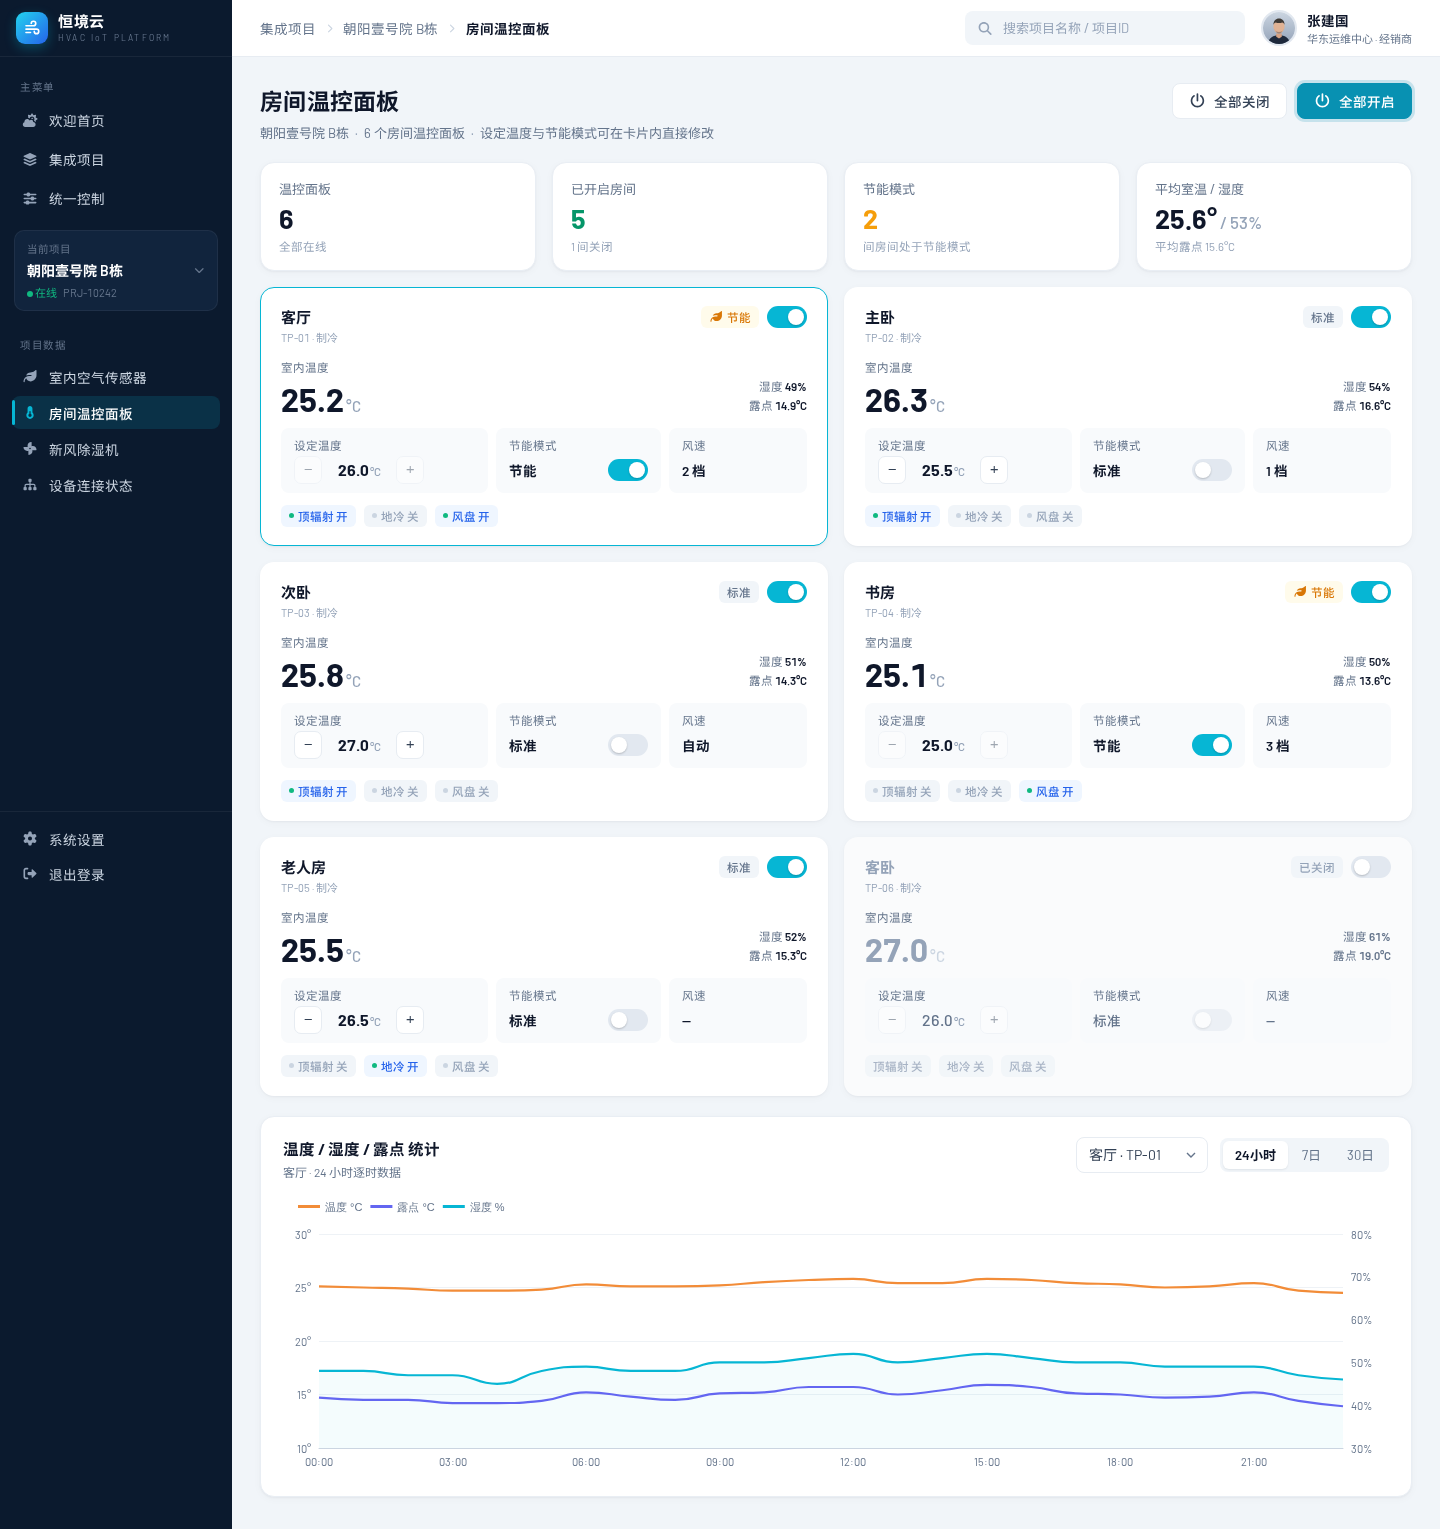 恒境云
HVAC IoT PLATFORM
主菜单
欢迎首页
集成项目
统一控制
当前项目
朝阳壹号院 B栋
在线 PRJ-10242
项目数据
室内空气传感器
房间温控面板
新风除湿机
设备连接状态
系统设置
退出登录
集成项目 朝阳壹号院 B栋 房间温控面板
搜索项目名称 / 项目ID
张建国
华东运维中心 · 经销商
房间温控面板
朝阳壹号院 B栋 · 6 个房间温控面板 · 设定温度与节能模式可在卡片内直接修改
全部关闭
全部开启
温控面板
6
全部在线
已开启房间
5
1 间关闭
节能模式
2
间房间处于节能模式
平均室温 / 湿度
25.6° / 53%
平均露点 15.6°C
客厅
节能
TP-01 · 制冷
室内温度
25.2°C
湿度 49%
露点 14.9°C
设定温度
− 26.0°C +
节能模式
节能
风速
2 档
顶辐射 开 地冷 关 风盘 开
主卧
标准
TP-02 · 制冷
室内温度
26.3°C
湿度 54%
露点 16.6°C
设定温度
− 25.5°C +
节能模式
标准
风速
1 档
顶辐射 开 地冷 关 风盘 关
次卧
标准
TP-03 · 制冷
室内温度
25.8°C
湿度 51%
露点 14.3°C
设定温度
− 27.0°C +
节能模式
标准
风速
自动
顶辐射 开 地冷 关 风盘 关
书房
节能
TP-04 · 制冷
室内温度
25.1°C
湿度 50%
露点 13.6°C
设定温度
− 25.0°C +
节能模式
节能
风速
3 档
顶辐射 关 地冷 关 风盘 开
老人房
标准
TP-05 · 制冷
室内温度
25.5°C
湿度 52%
露点 15.3°C
设定温度
− 26.5°C +
节能模式
标准
风速
—
顶辐射 关 地冷 开 风盘 关
客卧
已关闭
TP-06 · 制冷
室内温度
27.0°C
湿度 61%
露点 19.0°C
设定温度
− 26.0°C +
节能模式
标准
风速
—
顶辐射 关 地冷 关 风盘 关
温度 / 湿度 / 露点 统计
客厅 · 24 小时逐时数据
客厅 · TP-01
24小时 7日 30日
温度 °C 露点 °C 湿度 %
30°
25°
20°
15°
10°
80%
70%
60%
50%
40%
30%
00:00 03:00 06:00 09:00 12:00 15:00 18:00 21:00